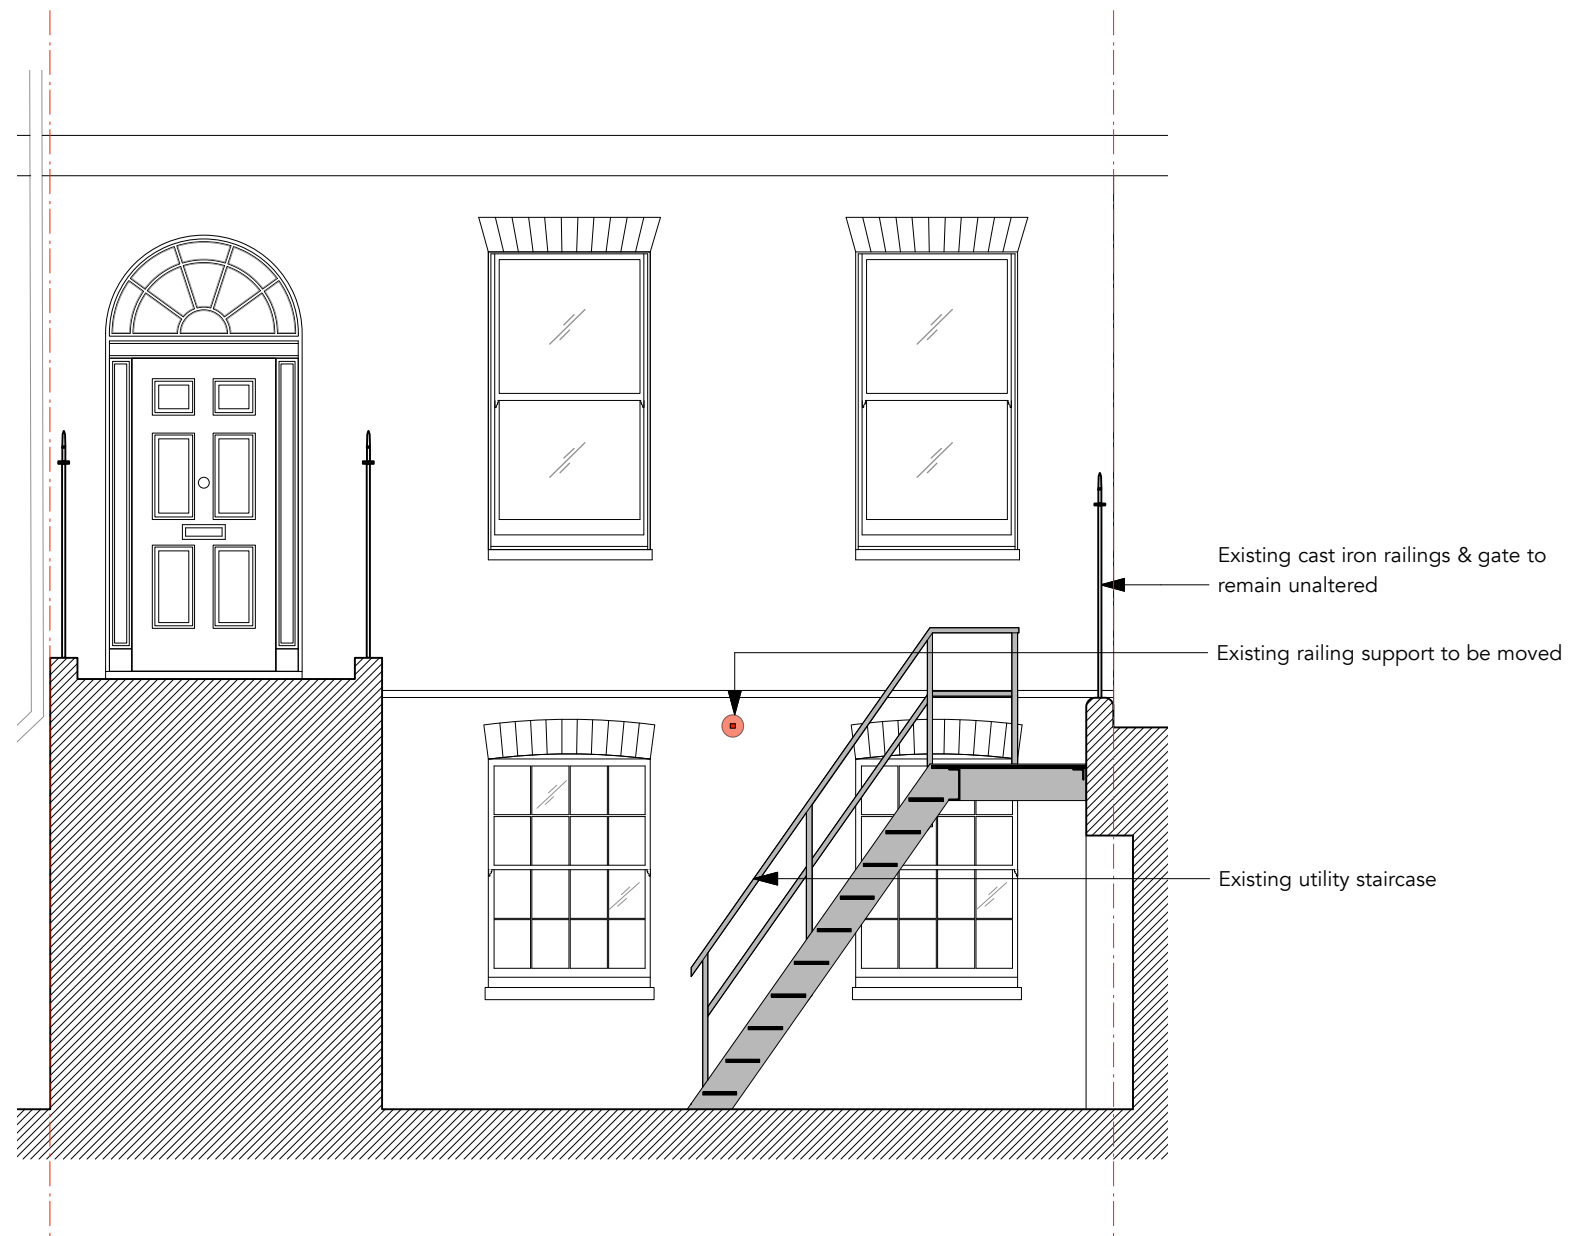 Existing cast iron railings & gate to
remain unaltered
Existing railing support to be moved
Existing utility staircase